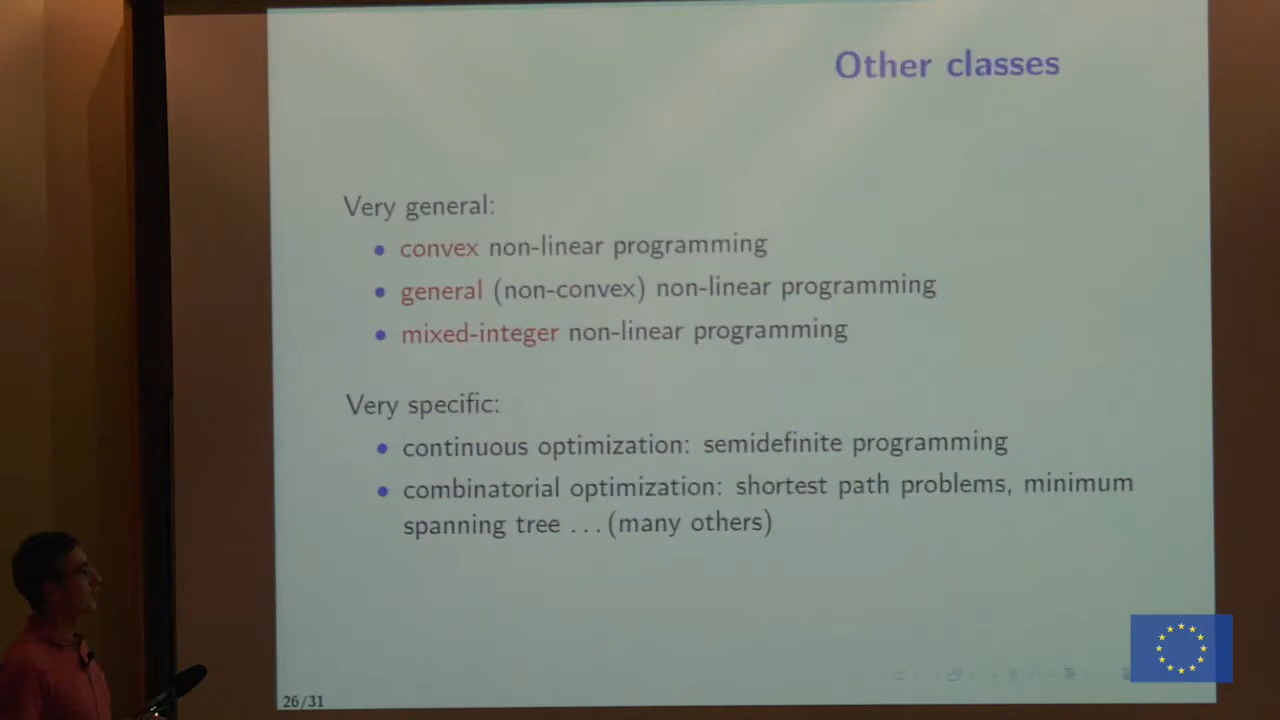 Other classes
Very general:
• convex non-linear programming
• general (non-convex) non-linear programming
• mixed-integer non-linear programming
Very specific:
• continuous optimization: semidefinite programming
• combinatorial optimization: shortest path problems, minimum
spanning tree ... (many others)
26/31